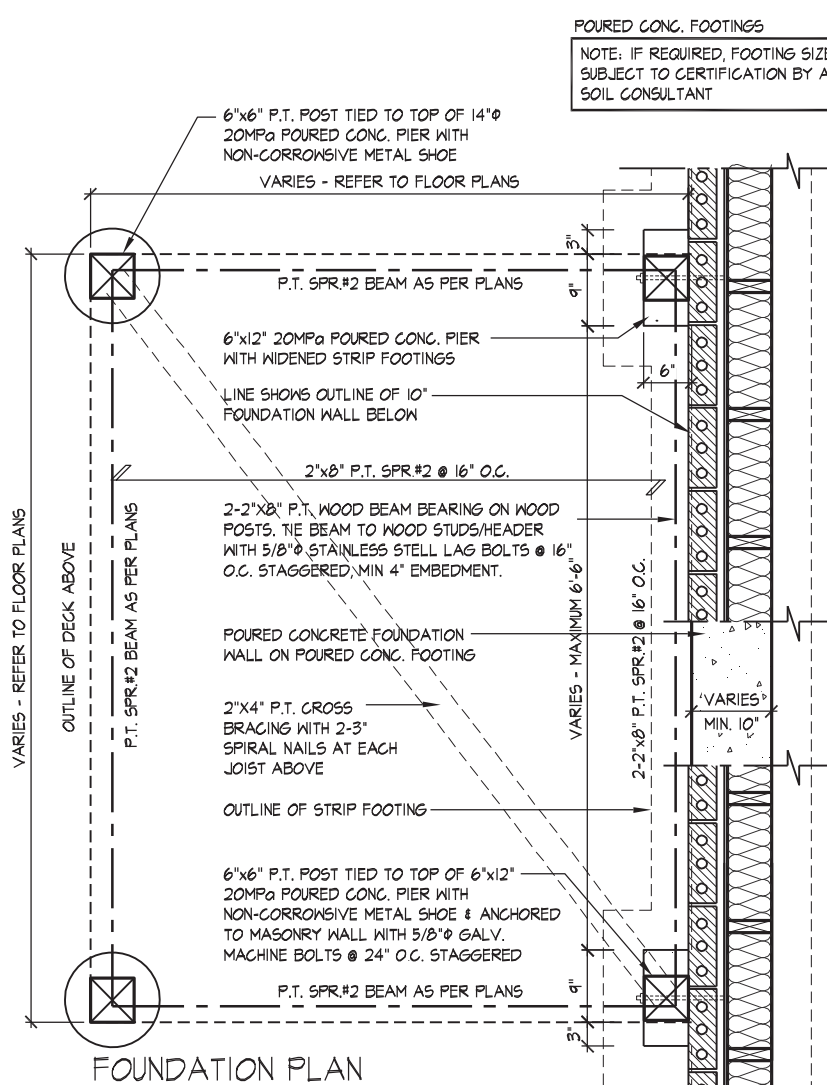 POURED CONC. FOOTINGS
NOTE: IF REQUIRED, FOOTING SIZE
SUBJECT TO CERTIFICATION BY A
SOIL CONSULTANT
6"x6" P.T. POST TIED TO TOP OF 14"Φ
20MPa POURED CONC. PIER WITH
NON-CORROWSIVE METAL SHOE
VARIES - REFER TO FLOOR PLANS
3"
9"
P.T. SPR.#2 BEAM AS PER PLANS
6"x12" 20MPa POURED CONC. PIER
WITH WIDENED STRIP FOOTINGS
6"
LINE SHOWS OUTLINE OF 10"
FOUNDATION WALL BELOW
2"x8" P.T. SPR.#2 @ 16" O.C.
2-2"x8" P.T. WOOD BEAM BEARING ON WOOD
POSTS. TIE BEAM TO WOOD STUDS/HEADER
WITH 5/8"Φ STAINLESS STELL LAG BOLTS @ 16"
O.C. STAGGERED, MIN 4" EMBEDMENT.
VARIES - REFER TO FLOOR PLANS
OUTLINE OF DECK ABOVE
P.T. SPR.#2 BEAM AS PER PLANS
VARIES - MAXIMUM 6'-6"
2-2"x8" P.T. SPR.#2 @ 16" O.C.
POURED CONCRETE FOUNDATION
WALL ON POURED CONC. FOOTING
VARIES
MIN. 10"
2"X4" P.T. CROSS
BRACING WITH 2-3"
SPIRAL NAILS AT EACH
JOIST ABOVE
OUTLINE OF STRIP FOOTING
6"x6" P.T. POST TIED TO TOP OF 6"x12"
20MPa POURED CONC. PIER WITH
NON-CORROWSIVE METAL SHOE & ANCHORED
TO MASONRY WALL WITH 5/8"Φ GALV.
MACHINE BOLTS @ 24" O.C. STAGGERED
P.T. SPR.#2 BEAM AS PER PLANS
9"
3"
FOUNDATION PLAN